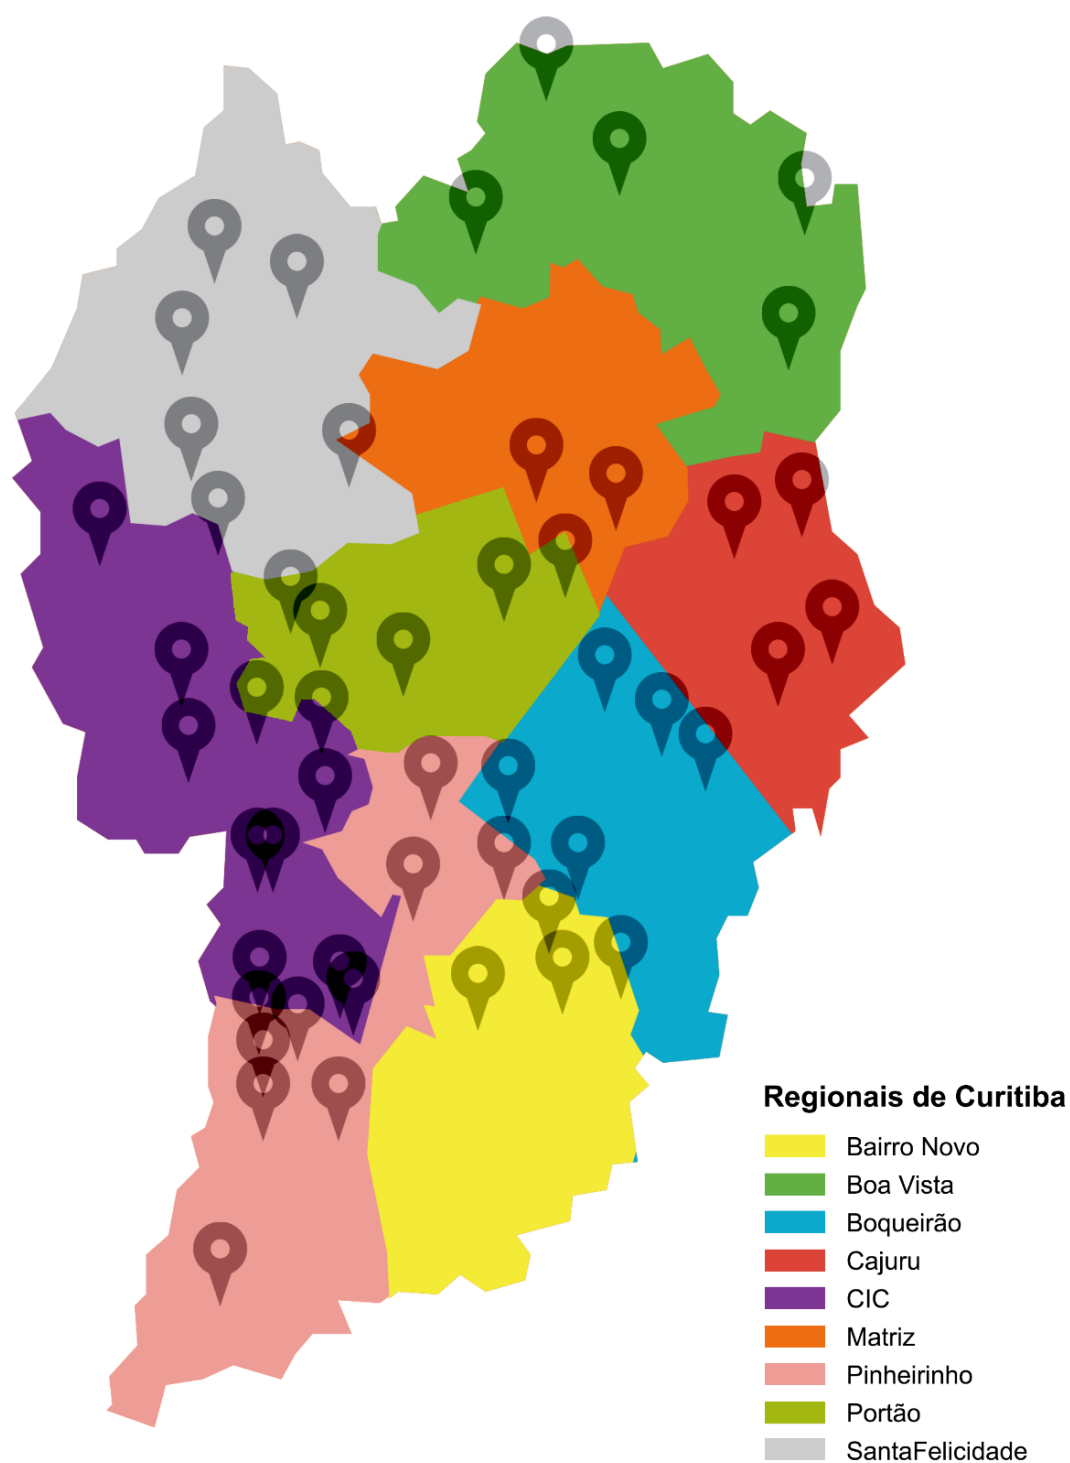 Regionais de Curitiba
Bairro Novo
Boa Vista
Boqueirão
Cajuru
CIC
Matriz
Pinheirinho
Portão
SantaFelicidade